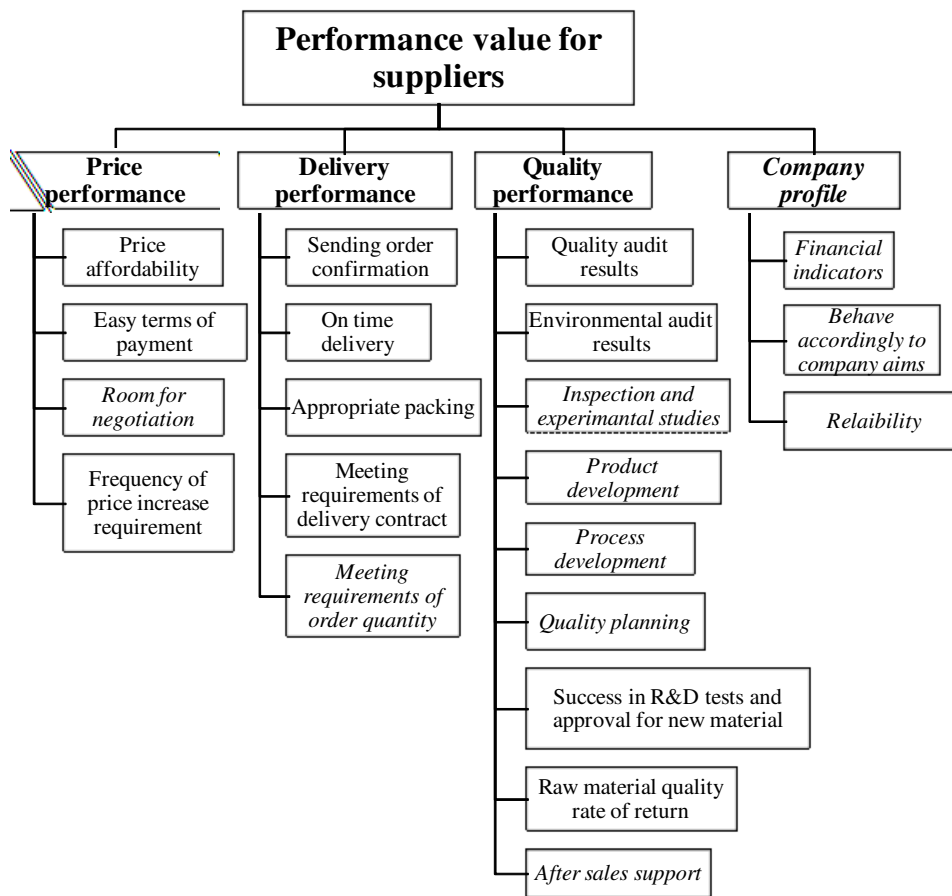 Performance value for
suppliers
Price
performance
Price
affordability
Easy terms of
payment
Room for
negotiation
Frequency of
price increase
requirement
Delivery
performance
Sending order
confirmation
On time
delivery
Appropriate packing
Meeting
requirements of
delivery contract
Meeting
requirements of
order quantity
Quality
performance
Quality audit
results
Environmental audit
results
Inspection and
experimantal studies
Product
development
Process
development
Quality planning
Success in R&D tests and
approval for new material
Raw material quality
rate of return
After sales support
Company
profile
Financial
indicators
Behave
accordingly to
company aims
Relaibility